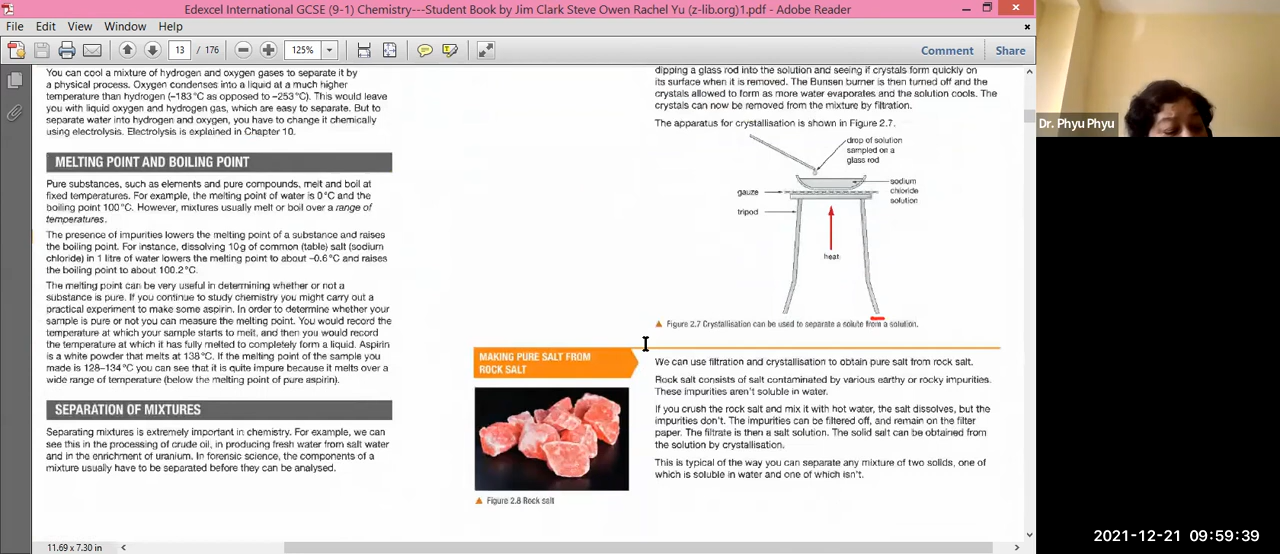 Edexcel International GCSE (9-1) Chemistry---Student Book by Jim Clark Steve Owen Rachel Yu (z-lib.org)1.pdf - Adobe Reader
File Edit View Window Help
13 / 176 125% Comment Share
You can cool a mixture of hydrogen and oxygen gases to separate it by
a physical process. Oxygen condenses into a liquid at a much higher
temperature than hydrogen (–183 °C as opposed to –253 °C). This would leave
you with liquid oxygen and hydrogen gas, which are easy to separate. But to
separate water into hydrogen and oxygen, you have to change it chemically
using electrolysis. Electrolysis is explained in Chapter 10.
MELTING POINT AND BOILING POINT
Pure substances, such as elements and pure compounds, melt and boil at
fixed temperatures. For example, the melting point of water is 0 °C and the
boiling point 100 °C. However, mixtures usually melt or boil over a range of
temperatures.
The presence of impurities lowers the melting point of a substance and raises
the boiling point. For instance, dissolving 10 g of common (table) salt (sodium
chloride) in 1 litre of water lowers the melting point to about –0.6 °C and raises
the boiling point to about 100.2 °C.
The melting point can be very useful in determining whether or not a
substance is pure. If you continue to study chemistry you might carry out a
practical experiment to make some aspirin. In order to determine whether your
sample is pure or not you can measure the melting point. You would record the
temperature at which your sample starts to melt, and then you would record
the temperature at which it has fully melted to completely form a liquid. Aspirin
is a white powder that melts at 138 °C. If the melting point of the sample you
made is 128–134 °C you can see that it is quite impure because it melts over a
wide range of temperature (below the melting point of pure aspirin).
SEPARATION OF MIXTURES
Separating mixtures is extremely important in chemistry. For example, we can
see this in the processing of crude oil, in producing fresh water from salt water
and in the enrichment of uranium. In forensic science, the components of a
mixture usually have to be separated before they can be analysed.
dipping a glass rod into the solution and seeing if crystals form quickly on
its surface when it is removed. The Bunsen burner is then turned off and the
crystals allowed to form as more water evaporates and the solution cools. The
crystals can now be removed from the mixture by filtration.
The apparatus for crystallisation is shown in Figure 2.7.
drop of solution
sampled on a
glass rod
gauze
sodium
chloride
solution
tripod
heat
▲ Figure 2.7 Crystallisation can be used to separate a solute from a solution.
MAKING PURE SALT FROM
ROCK SALT
▲ Figure 2.8 Rock salt
We can use filtration and crystallisation to obtain pure salt from rock salt.
Rock salt consists of salt contaminated by various earthy or rocky impurities.
These impurities aren't soluble in water.
If you crush the rock salt and mix it with hot water, the salt dissolves, but the
impurities don't. The impurities can be filtered off, and remain on the filter
paper. The filtrate is then a salt solution. The solid salt can be obtained from
the solution by crystallisation.
This is typical of the way you can separate any mixture of two solids, one of
which is soluble in water and one of which isn't.
11.69 x 7.30 in
Dr. Phyu Phyu
2021-12-21 09:59:39